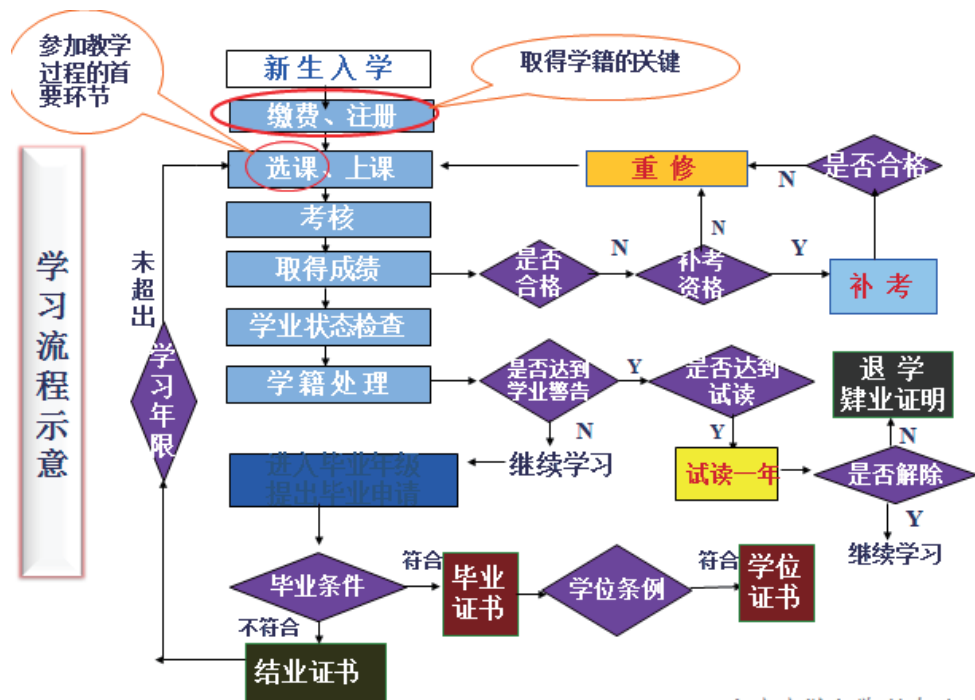 参加教学
过程的首
要环节
新生入学
取得学籍的关键
缴费、注册
选课、上课
重修
N
是否合格
考核
取得成绩
是否
合格
N
补考
资格
N
Y
补考
学业状态检查
学籍处理
是否达到
学业警告
Y
是否达到
试读
退学
肄业证明
N
继续学习
Y
试读一年
N
是否解除
Y
继续学习
进入毕业年级
提出毕业申请
毕业条件
符合
毕业
证书
学位条例
符合
学位
证书
不符合
结业证书
学习年限
未超出
学习流程示意